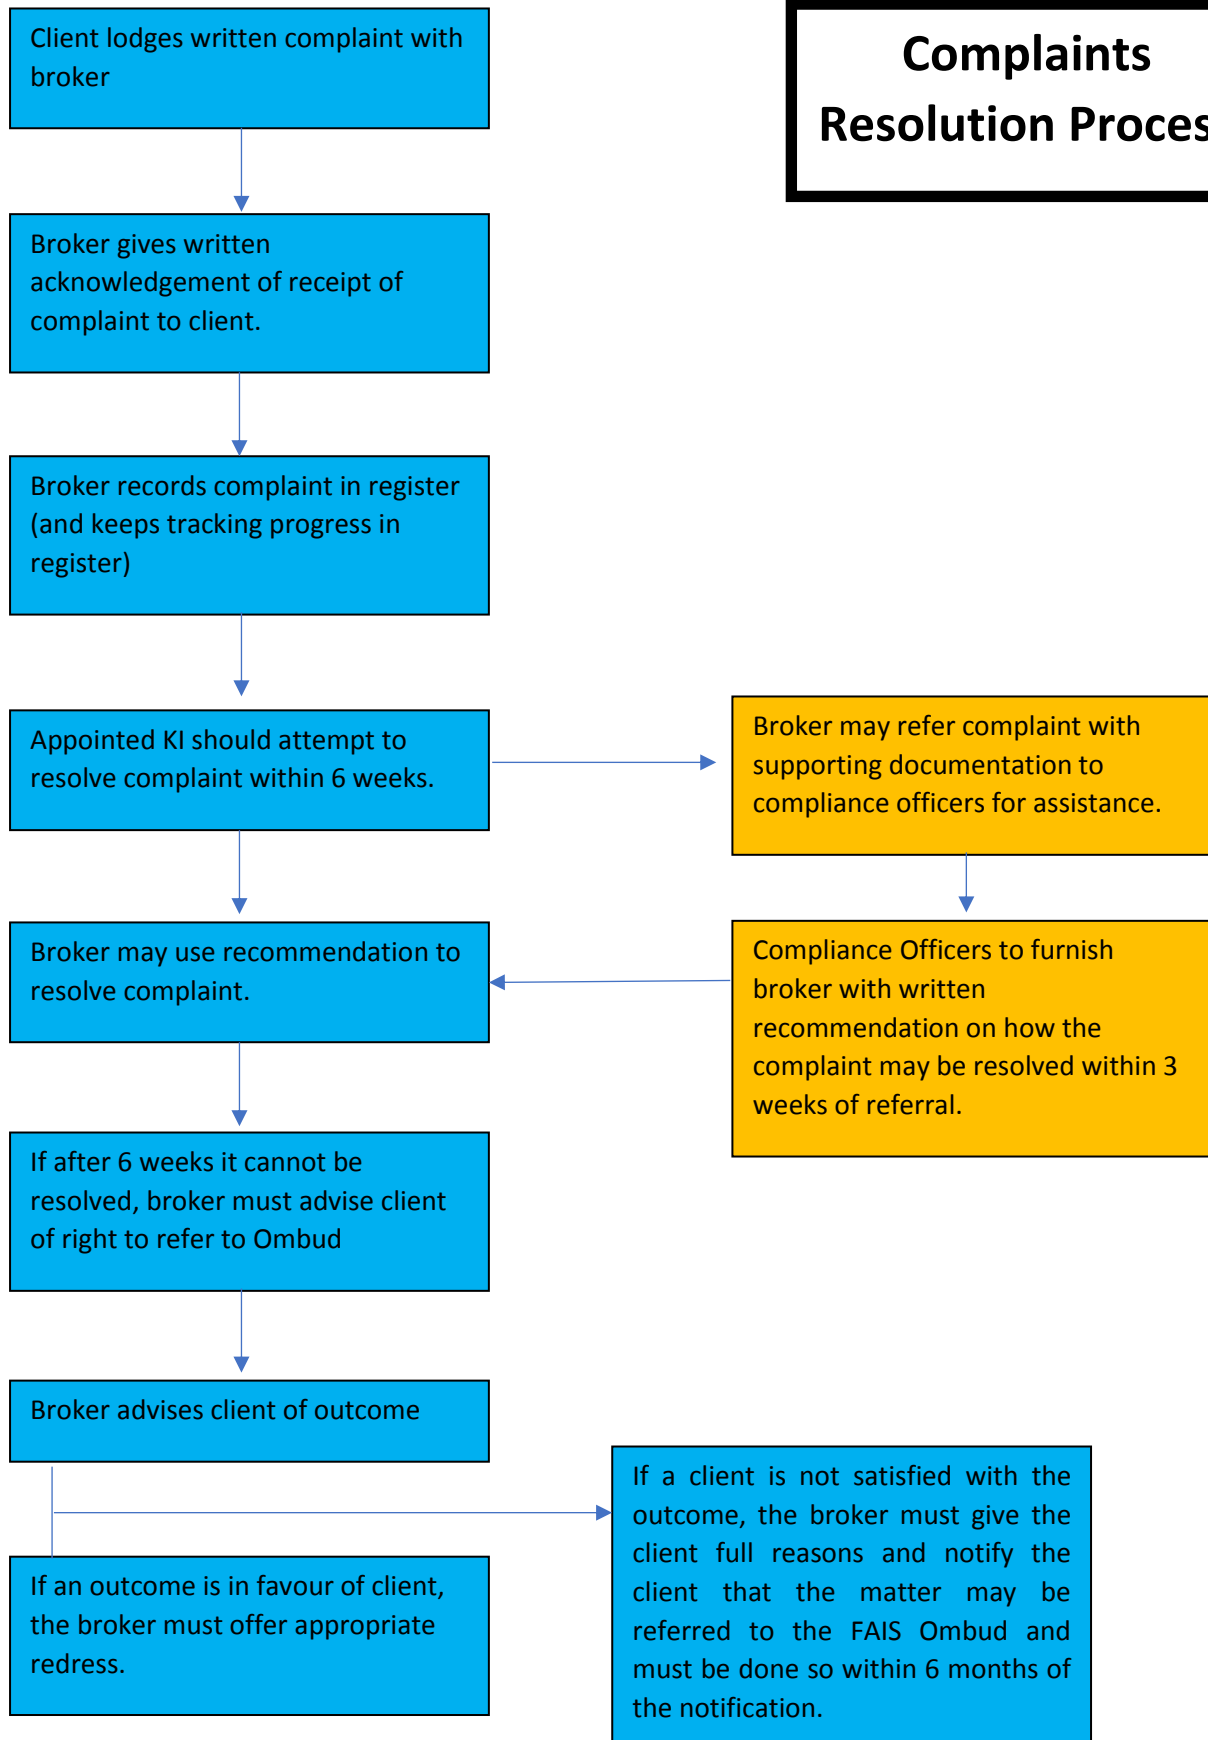 Complaints
Resolution Proces
Client lodges written complaint with
broker
Broker gives written
acknowledgement of receipt of
complaint to client.
Broker records complaint in register
(and keeps tracking progress in
register)
Appointed KI should attempt to
resolve complaint within 6 weeks.
Broker may refer complaint with
supporting documentation to
compliance officers for assistance.
Broker may use recommendation to
resolve complaint.
Compliance Officers to furnish
broker with written
recommendation on how the
complaint may be resolved within 3
weeks of referral.
If after 6 weeks it cannot be
resolved, broker must advise client
of right to refer to Ombud
Broker advises client of outcome
If an outcome is in favour of client,
the broker must offer appropriate
redress.
If a client is not satisfied with the
outcome, the broker must give the
client full reasons and notify the
client that the matter may be
referred to the FAIS Ombud and
must be done so within 6 months of
the notification.